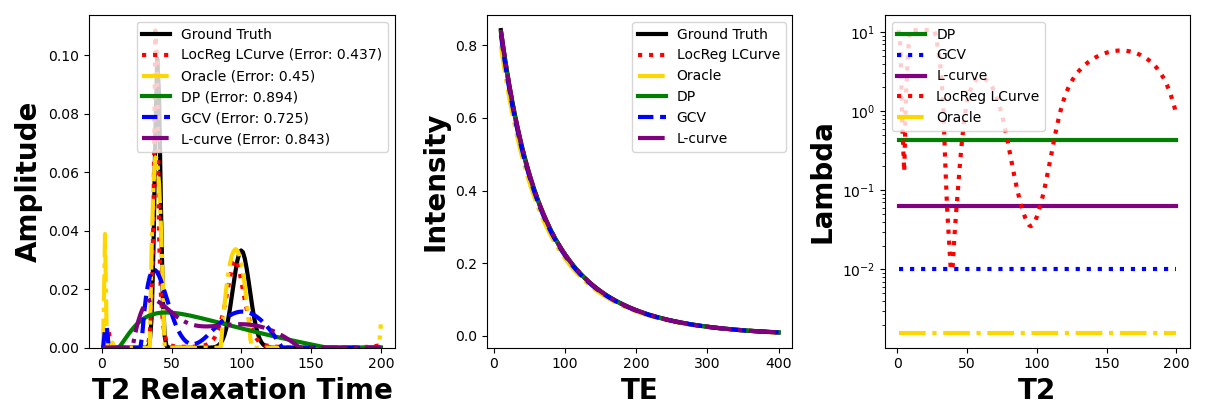 Amplitude
0.10
0.08
0.06
0.04
0.02
0.00
Ground Truth
LocReg LCurve (Error: 0.437)
Oracle (Error: 0.45)
DP (Error: 0.894)
GCV (Error: 0.725)
L-curve (Error: 0.843)
0 50 100 150 200
T2 Relaxation Time
Intensity
0.8
0.6
0.4
0.2
0.0
Ground Truth
LocReg LCurve
Oracle
DP
GCV
L-curve
0 100 200 300 400
TE
Lambda
10¹
10⁰
10⁻¹
10⁻²
DP
GCV
L-curve
LocReg LCurve
Oracle
0 50 100 150 200
T2